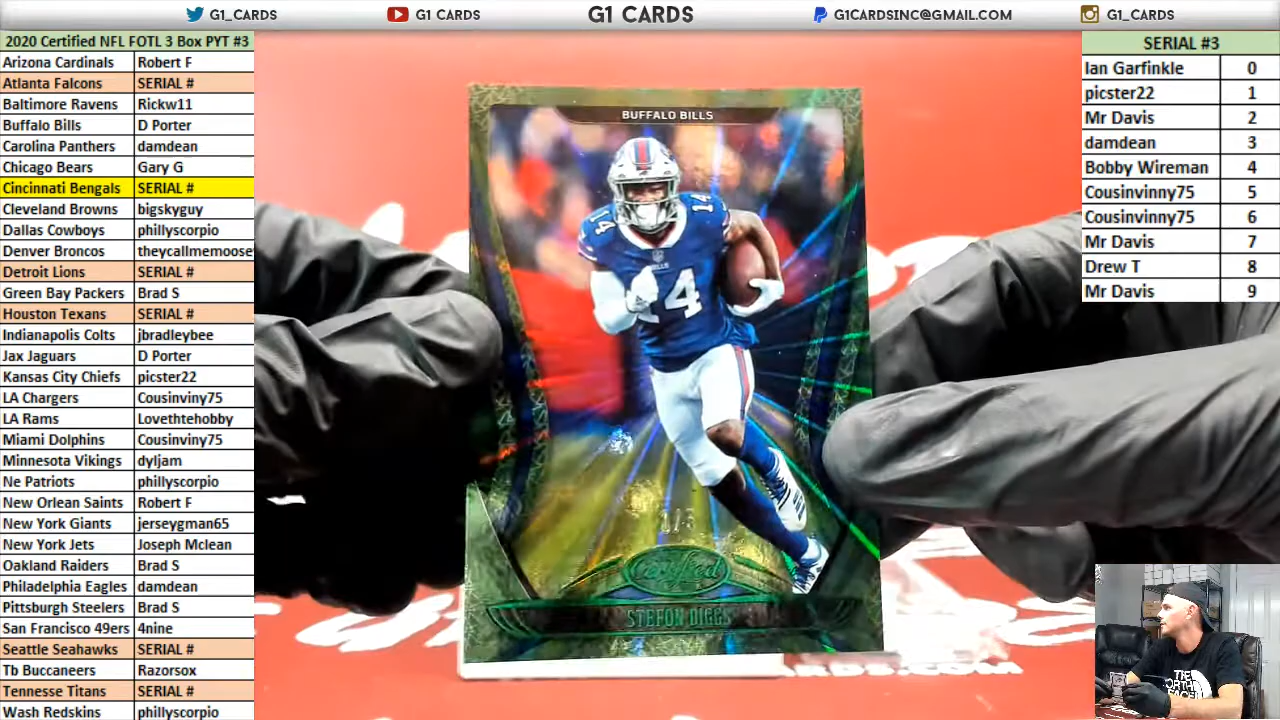 G1_CARDS G1 CARDS G1 CARDS G1CARDSINC@GMAIL.COM G1_CARDS
2020 Certified NFL FOTL 3 Box PYT #3
Arizona Cardinals Robert F
Atlanta Falcons SERIAL #
Baltimore Ravens Rickw11
Buffalo Bills D Porter
Carolina Panthers damdean
Chicago Bears Gary G
Cincinnati Bengals SERIAL #
Cleveland Browns bigskyguy
Dallas Cowboys phillyscorpio
Denver Broncos theycallmemoose
Detroit Lions SERIAL #
Green Bay Packers Brad S
Houston Texans SERIAL #
Indianapolis Colts jbradleybee
Jax Jaguars D Porter
Kansas City Chiefs picster22
LA Chargers Cousinviny75
LA Rams Lovethtehobby
Miami Dolphins Cousinviny75
Minnesota Vikings dyljam
Ne Patriots phillyscorpio
New Orlean Saints Robert F
New York Giants jerseygman65
New York Jets Joseph Mclean
Oakland Raiders Brad S
Philadelphia Eagles damdean
Pittsburgh Steelers Brad S
San Francisco 49ers 4nine
Seattle Seahawks SERIAL #
Tb Buccaneers Razorsox
Tennesse Titans SERIAL #
Wash Redskins phillyscorpio
BUFFALO BILLS
14
14
14
Certified
STEFON DIGGS
SERIAL #3
Ian Garfinkle 0
picster22 1
Mr Davis 2
damdean 3
Bobby Wireman 4
Cousinvinny75 5
Cousinvinny75 6
Mr Davis 7
Drew T 8
Mr Davis 9
THE
NORTH
FACE